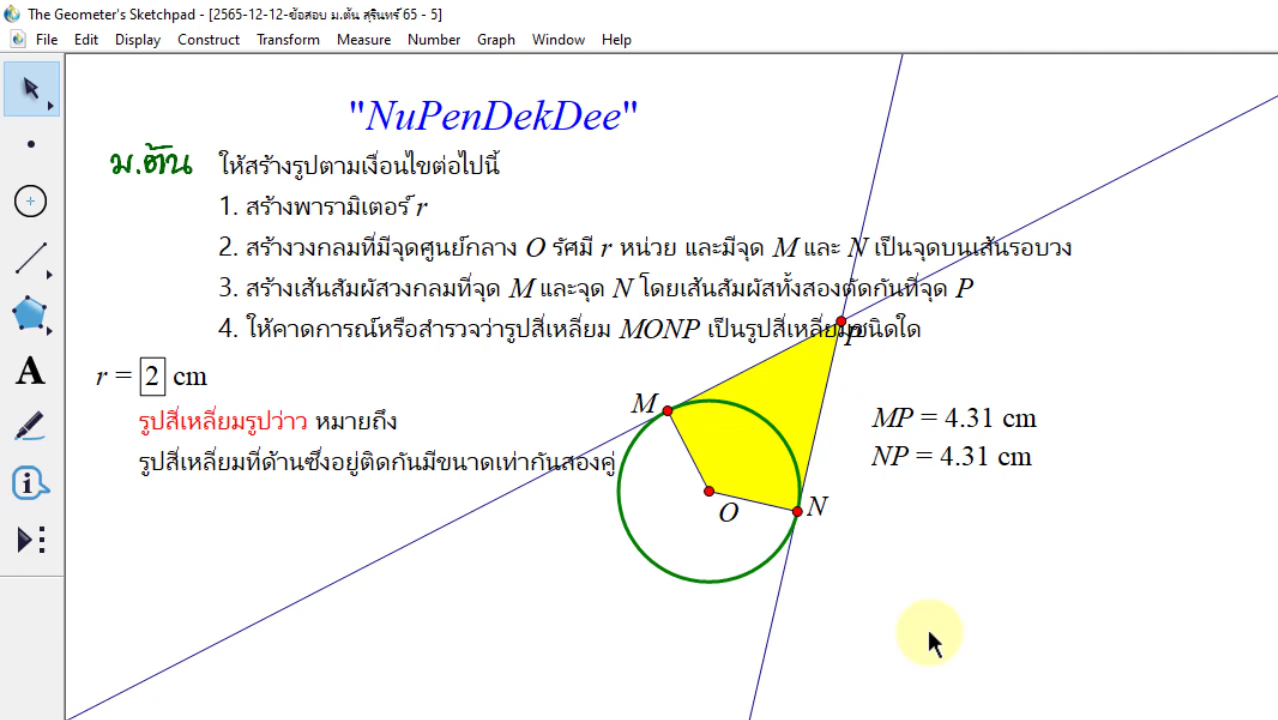 The Geometer's Sketchpad - [2565-12-12-ข้อสอบ ม.ต้น สุรินทร์ 65 - 5]
File Edit Display Construct Transform Measure Number Graph Window Help
"NuPenDekDee"
ม.ต้น ให้สร้างรูปตามเงื่อนไขต่อไปนี้
1. สร้างพารามิเตอร์ r
2. สร้างวงกลมที่มีจุดศูนย์กลาง O รัศมี r หน่วย และมีจุด M และ N เป็นจุดบนเส้นรอบวง
3. สร้างเส้นสัมผัสวงกลมที่จุด M และจุด N โดยเส้นสัมผัสทั้งสองตัดกันที่จุด P
4. ให้คาดการณ์หรือสำรวจว่ารูปสี่เหลี่ยม MONP เป็นรูปสี่เหลี่ยมชนิดใด
P
r = 2 cm
M
MP = 4.31 cm
รูปสี่เหลี่ยมรูปว่าว หมายถึง
NP = 4.31 cm
รูปสี่เหลี่ยมที่ด้านซึ่งอยู่ติดกันมีขนาดเท่ากันสองคู่
O
N
A
i